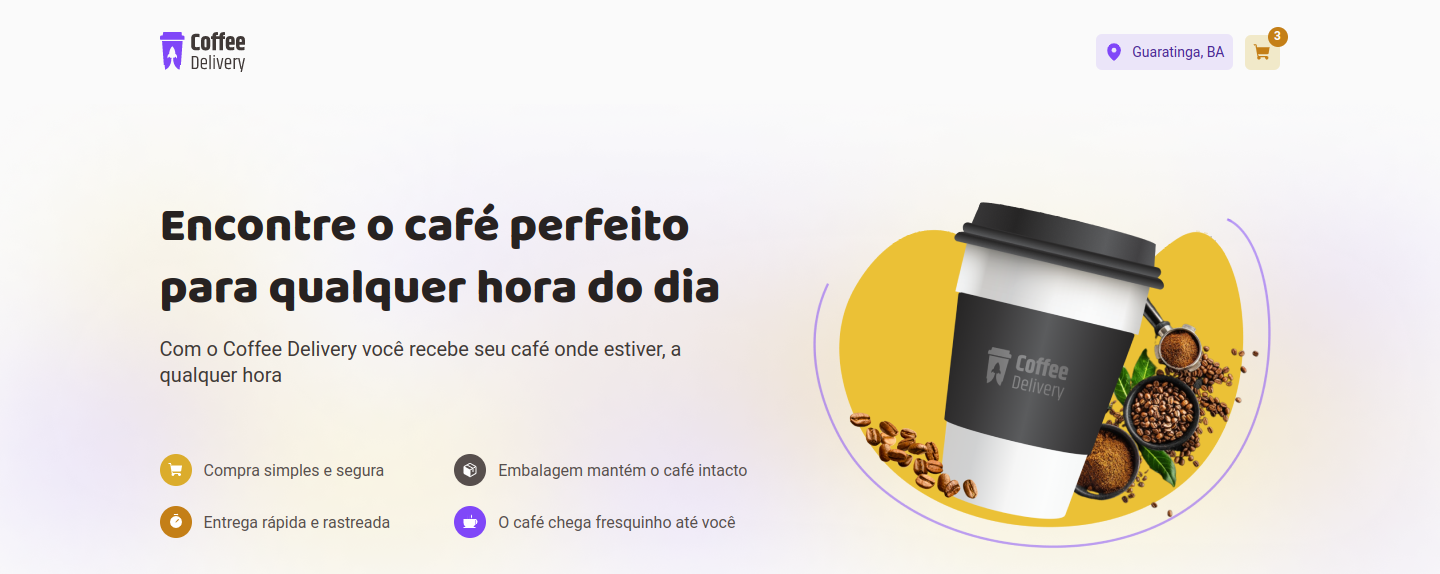 Coffee
Delivery
Guaratinga, BA
3
Encontre o café perfeito
para qualquer hora do dia
Com o Coffee Delivery você recebe seu café onde estiver, a
qualquer hora
Coffee
Delivery
Compra simples e segura
Embalagem mantém o café intacto
Entrega rápida e rastreada
O café chega fresquinho até você